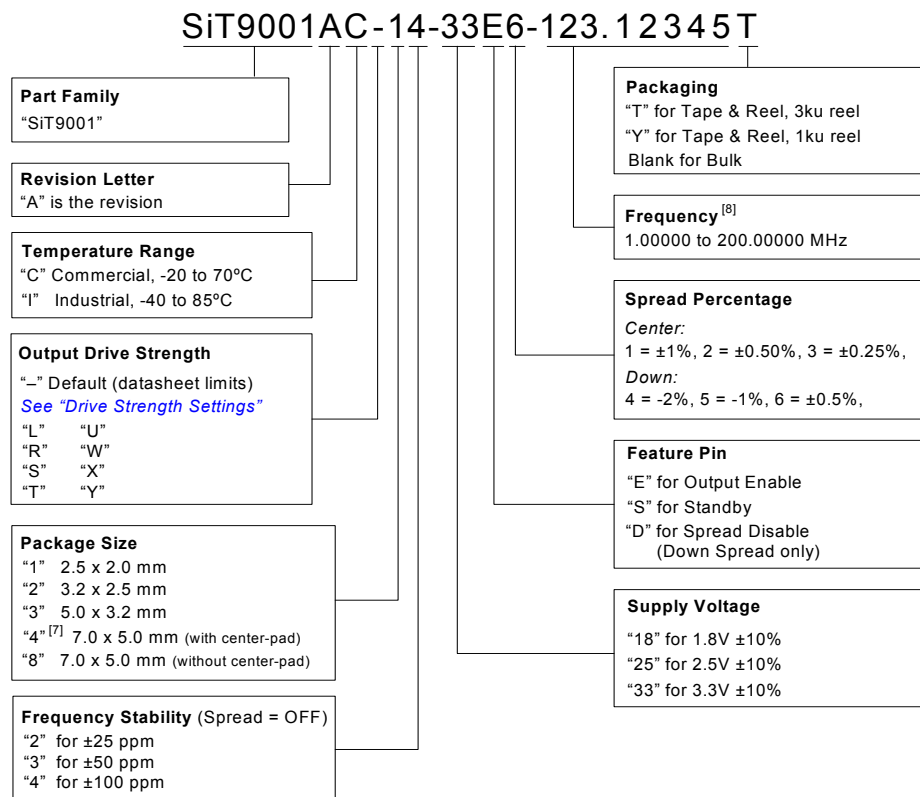 SiT9001AC-14-33E6-123.12345T
Part Family
“SiT9001”
Revision Letter
“A” is the revision
Temperature Range
“C” Commercial, -20 to 70ºC
“I” Industrial, -40 to 85ºC
Output Drive Strength
“–” Default (datasheet limits)
See “Drive Strength Settings”
“L” “U”
“R” “W”
“S” “X”
“T” “Y”
Package Size
“1” 2.5 x 2.0 mm
“2” 3.2 x 2.5 mm
“3” 5.0 x 3.2 mm
“4” [7] 7.0 x 5.0 mm (with center-pad)
“8” 7.0 x 5.0 mm (without center-pad)
Frequency Stability (Spread = OFF)
“2” for ±25 ppm
“3” for ±50 ppm
“4” for ±100 ppm
Packaging
“T” for Tape & Reel, 3ku reel
“Y” for Tape & Reel, 1ku reel
Blank for Bulk
Frequency [8]
1.00000 to 200.00000 MHz
Spread Percentage
Center:
1 = ±1%, 2 = ±0.50%, 3 = ±0.25%,
Down:
4 = -2%, 5 = -1%, 6 = ±0.5%,
Feature Pin
“E” for Output Enable
“S” for Standby
“D” for Spread Disable
(Down Spread only)
Supply Voltage
“18” for 1.8V ±10%
“25” for 2.5V ±10%
“33” for 3.3V ±10%